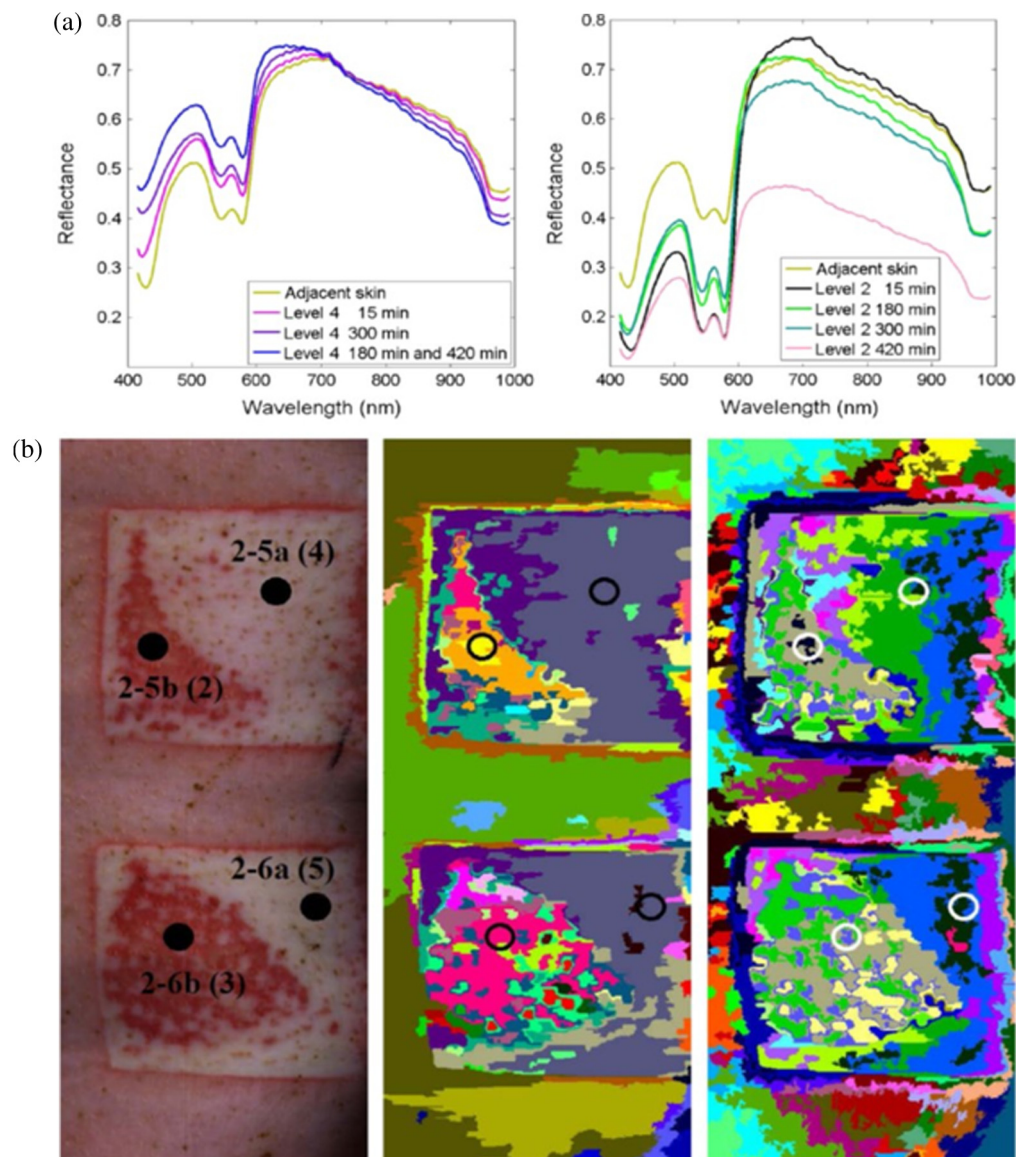 (a)
0.8
0.7
0.6
0.5
0.4
0.3
0.2
Reflectance
400 500 600 700 800 900 1000
Wavelength (nm)
Adjacent skin
Level 4 15 min
Level 4 300 min
Level 4 180 min and 420 min
0.8
0.7
0.6
0.5
0.4
0.3
0.2
Reflectance
400 500 600 700 800 900 1000
Wavelength (nm)
Adjacent skin
Level 2 15 min
Level 2 180 min
Level 2 300 min
Level 2 420 min
(b)
2-5a (4)
2-5b (2)
2-6a (5)
2-6b (3)